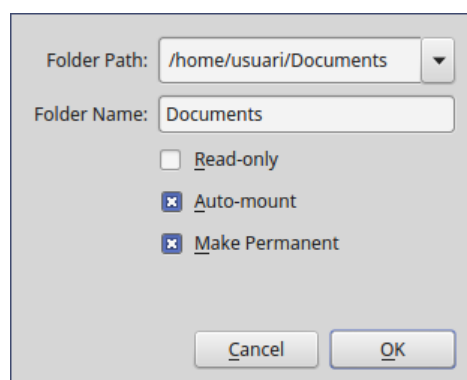 Folder Path: /home/usuari/Documents
Folder Name: Documents
Read-only
Auto-mount
Make Permanent
Cancel OK